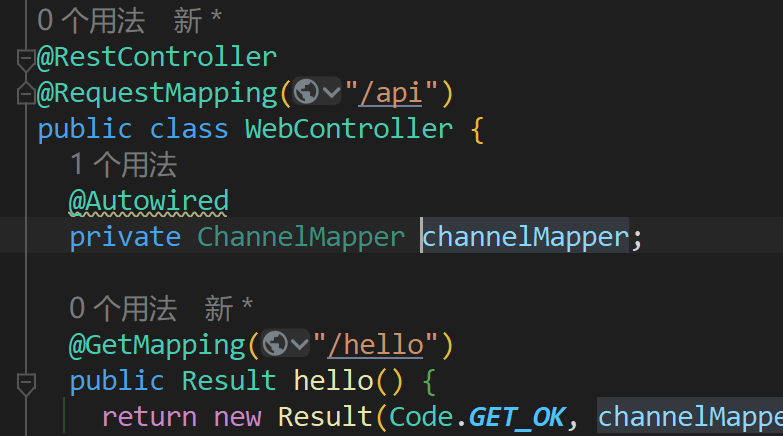 0 个用法 新 *
@RestController
@RequestMapping("/api")
public class WebController {
1 个用法
@Autowired
private ChannelMapper channelMapper;
0 个用法 新 *
@GetMapping("/hello")
public Result hello() {
return new Result(Code.GET_OK, channelMappe